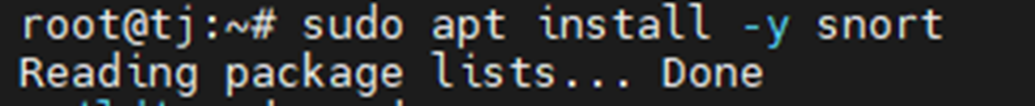 root@tj:~# sudo apt install -y snort
Reading package lists... Done